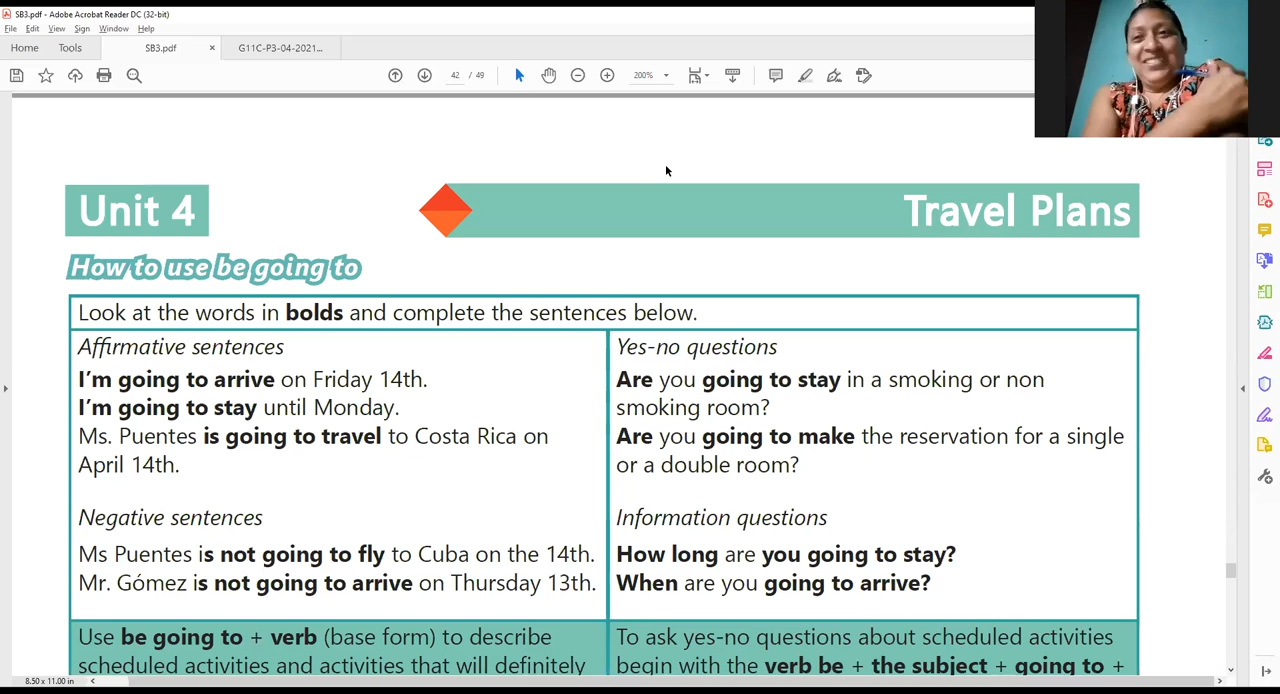 SB3.pdf - Adobe Acrobat Reader DC (32-bit)
File Edit View Sign Window Help
Home Tools SB3.pdf × G11C-P3-04-2021...
42 / 49 200%
Unit 4 Travel Plans
How to use be going to
Look at the words in bolds and complete the sentences below.
Affirmative sentences
I'm going to arrive on Friday 14th.
I'm going to stay until Monday.
Ms. Puentes is going to travel to Costa Rica on
April 14th.
Negative sentences
Ms Puentes is not going to fly to Cuba on the 14th.
Mr. Gómez is not going to arrive on Thursday 13th.
Use be going to + verb (base form) to describe
scheduled activities and activities that will definitely
Yes-no questions
Are you going to stay in a smoking or non
smoking room?
Are you going to make the reservation for a single
or a double room?
Information questions
How long are you going to stay?
When are you going to arrive?
To ask yes-no questions about scheduled activities
begin with the verb be + the subject + going to +
8.50 x 11.00 in